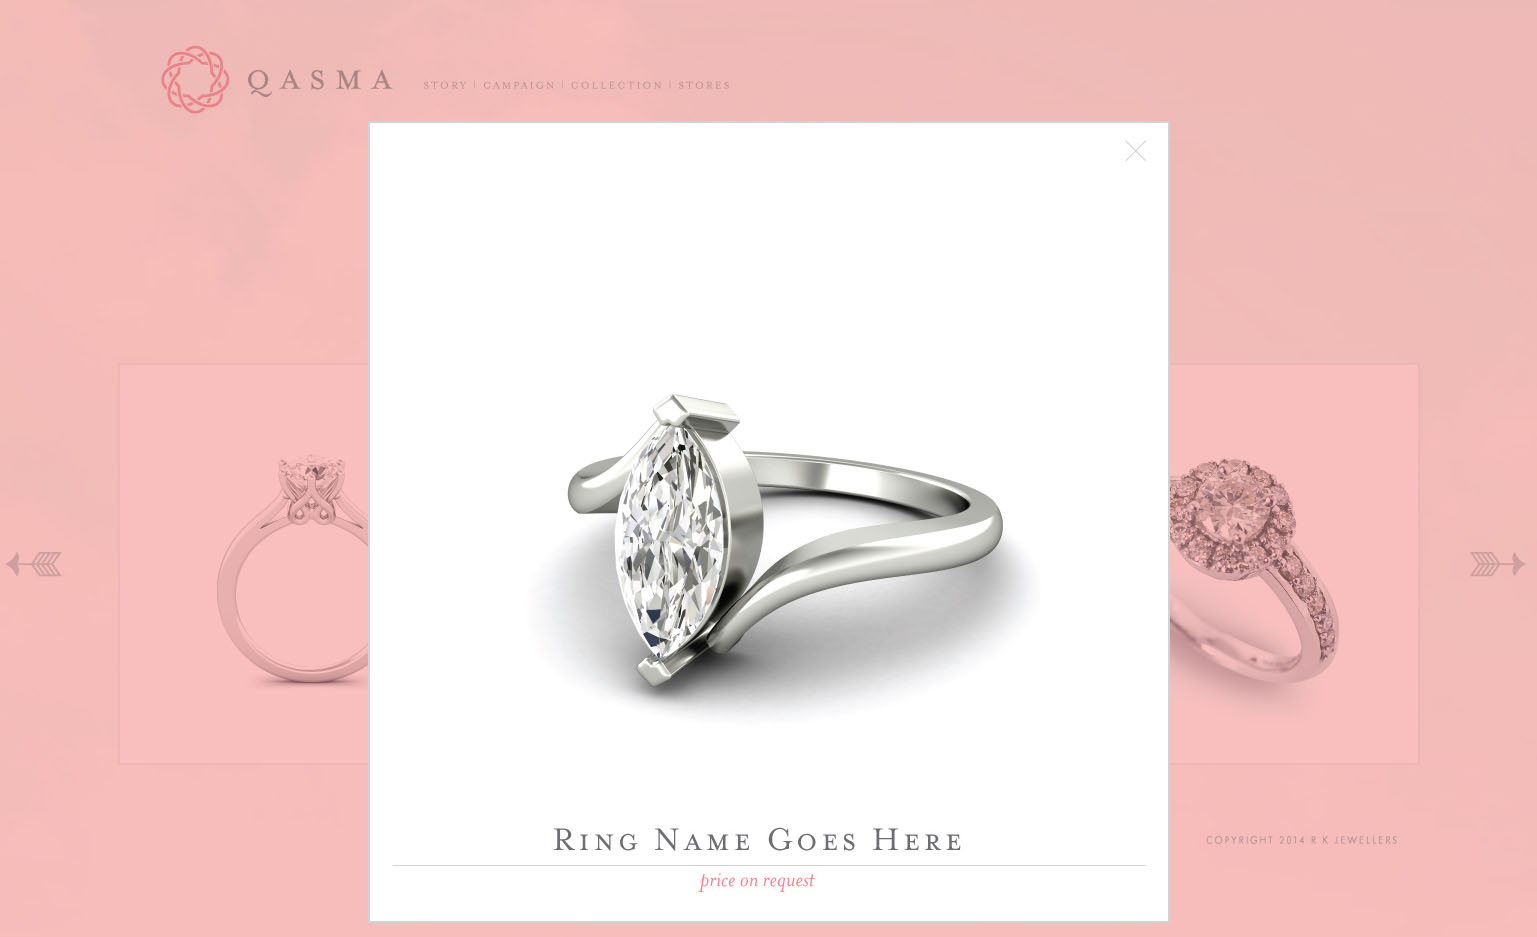 QASMA
STORY | CAMPAIGN | COLLECTION | STORES
RING NAME GOES HERE
price on request
COPYRIGHT 2014 R K JEWELLERS